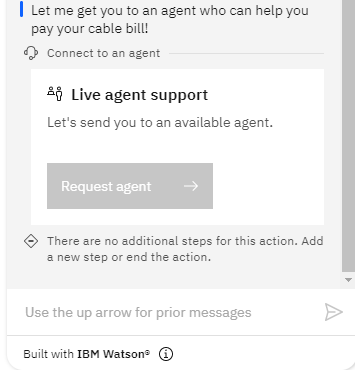 Let me get you to an agent who can help you
pay your cable bill!
Connect to an agent
Live agent support
Let's send you to an available agent.
Request agent
There are no additional steps for this action. Add
a new step or end the action.
Use the up arrow for prior messages
Built with IBM Watson®